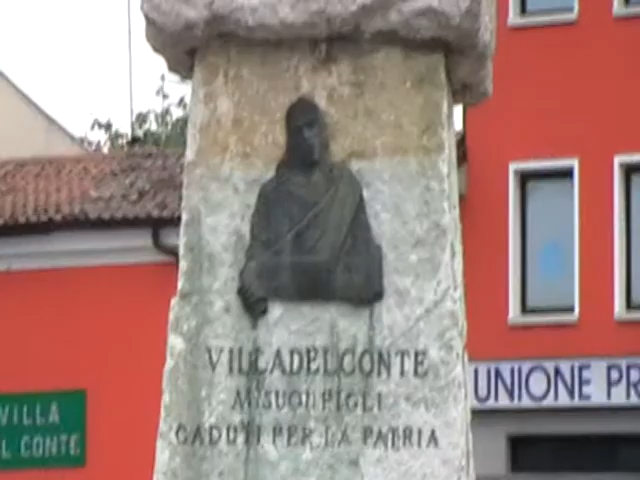 VILLADELCONTE
AI SUOI FIGLI
CADUTI PER LA PATRIA
VILLA
L CONTE
UNIONE PR